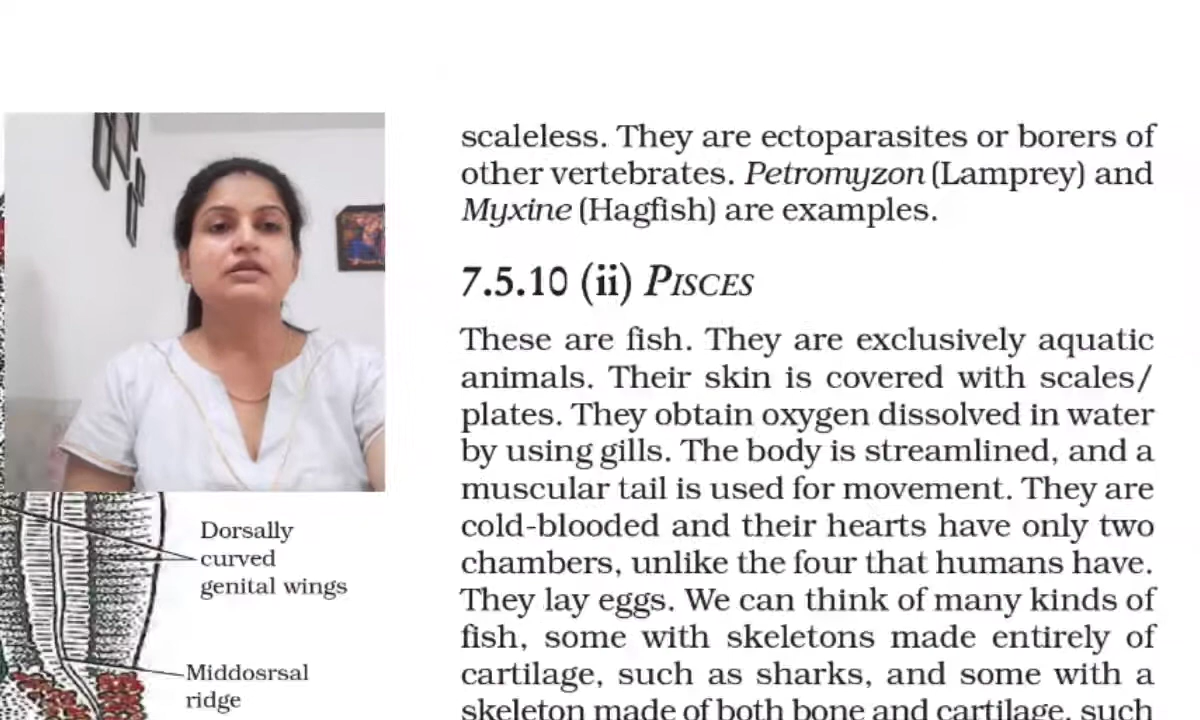 scaleless. They are ectoparasites or borers of
other vertebrates. Petromyzon (Lamprey) and
Myxine (Hagfish) are examples.
7.5.10 (ii) PISCES
These are fish. They are exclusively aquatic
animals. Their skin is covered with scales/
plates. They obtain oxygen dissolved in water
by using gills. The body is streamlined, and a
muscular tail is used for movement. They are
cold-blooded and their hearts have only two
chambers, unlike the four that humans have.
They lay eggs. We can think of many kinds of
fish, some with skeletons made entirely of
cartilage, such as sharks, and some with a
skeleton made of both bone and cartilage, such
Dorsally
curved
genital wings
Middosrsal
ridge